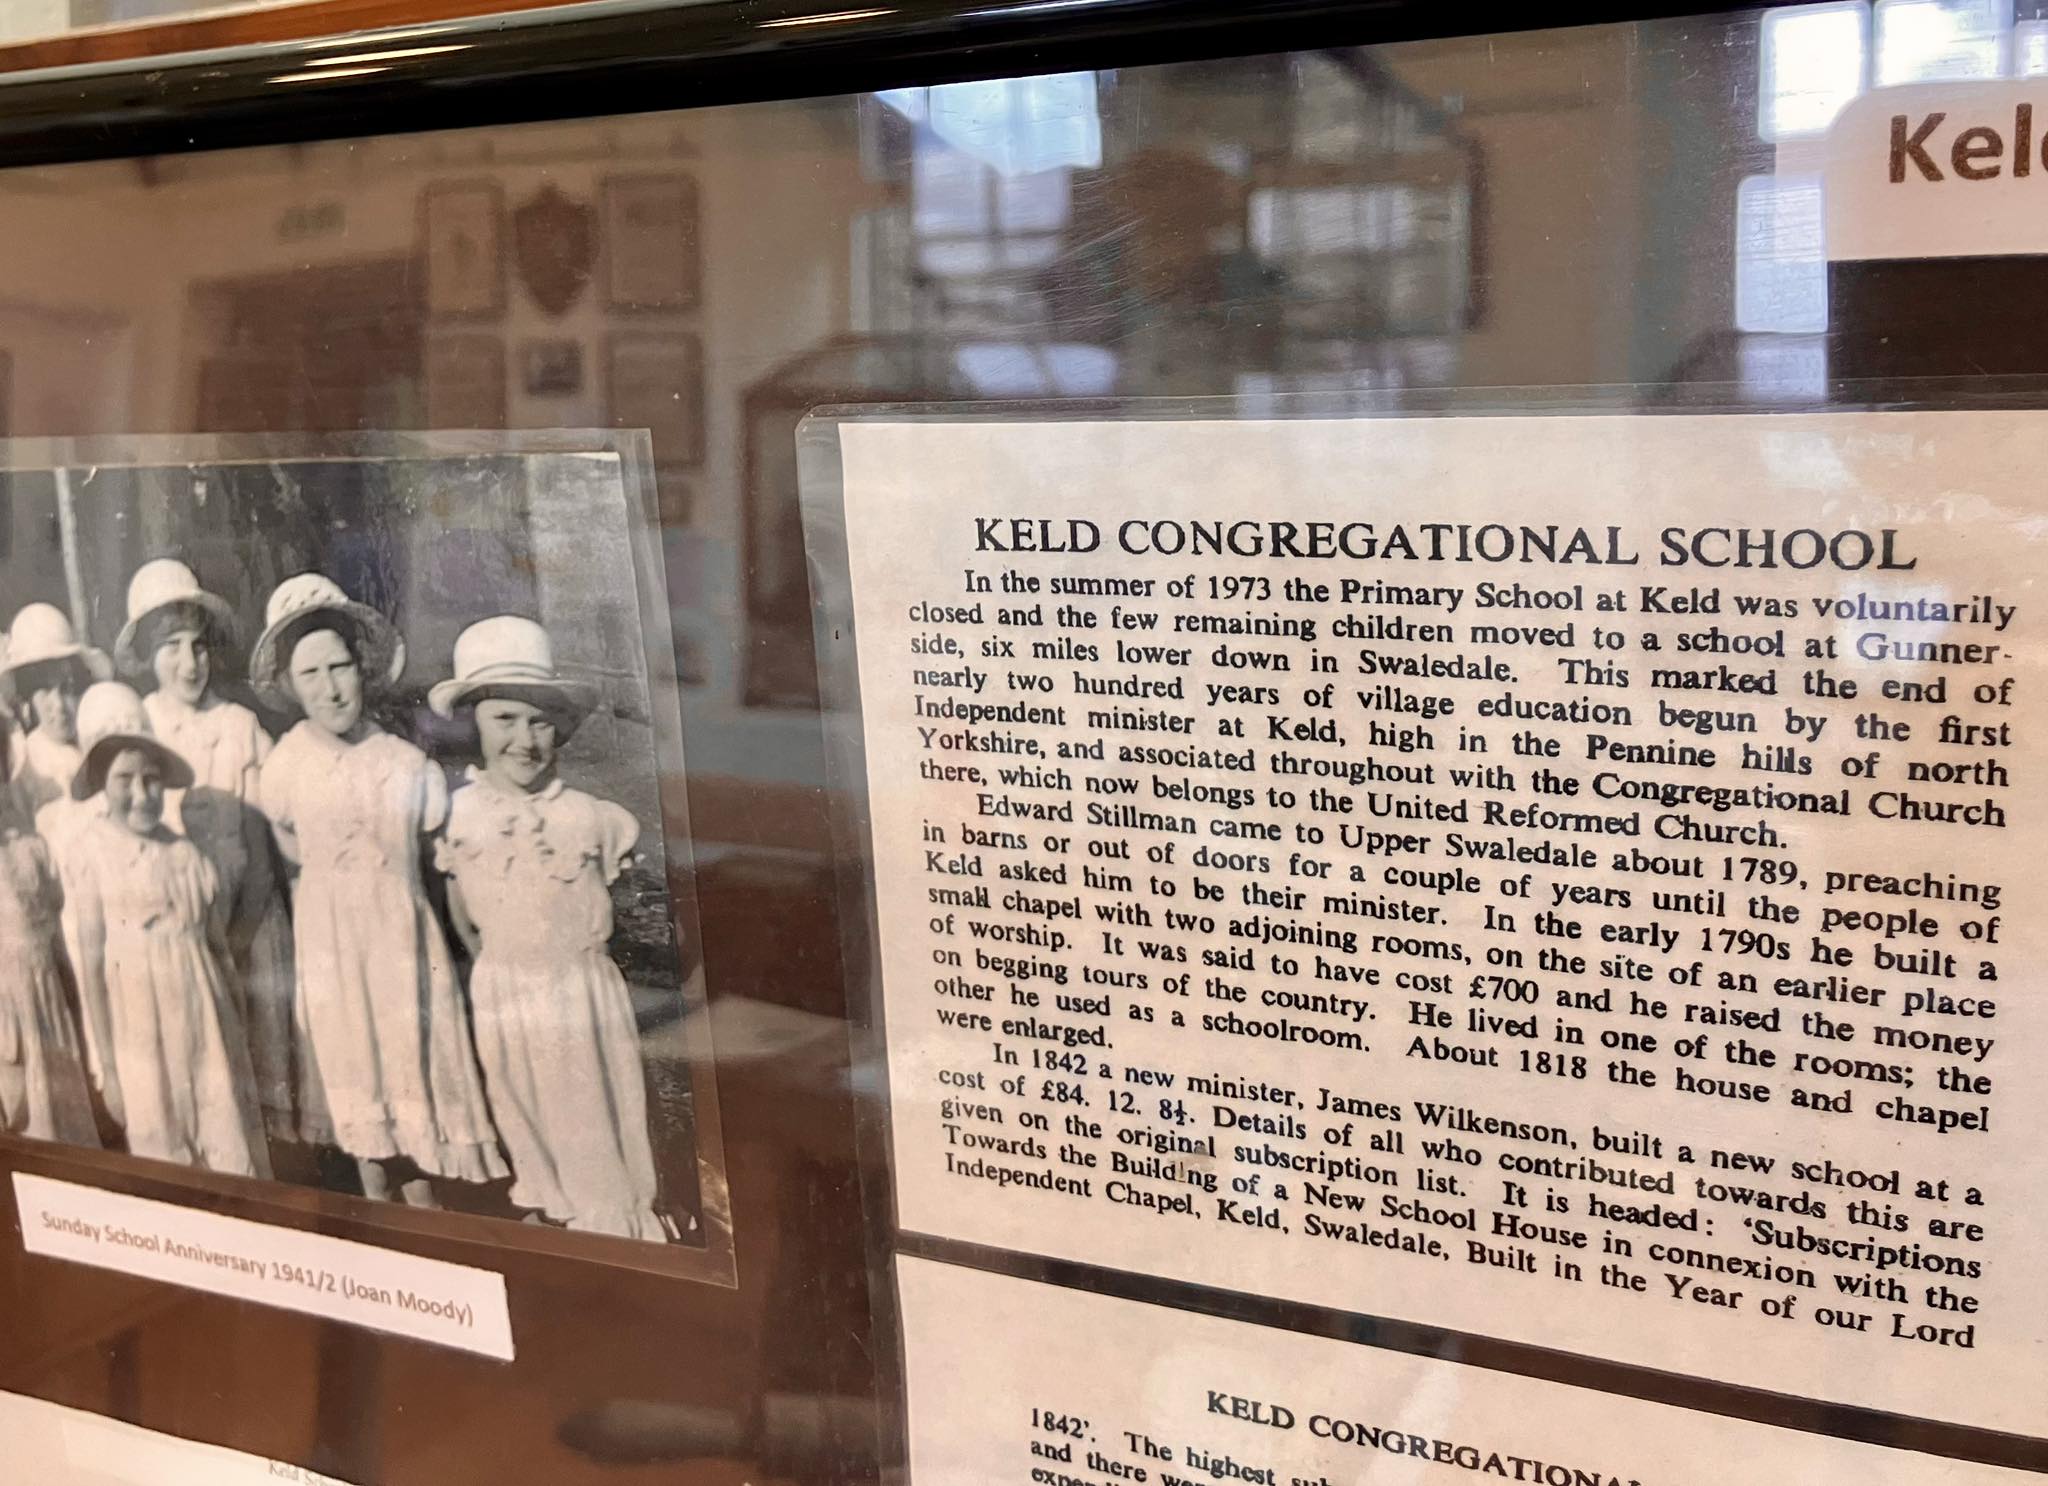 Kel
KELD CONGREGATIONAL SCHOOL
In the summer of 1973 the Primary School at Keld was voluntarily
closed and the few remaining children moved to a school at Gunner-
side, six miles lower down in Swaledale. This marked the end of
nearly two hundred years of village education begun by the first
Independent minister at Keld, high in the Pennine hills of north
Yorkshire, and associated throughout with the Congregational Church
there, which now belongs to the United Reformed Church.
Edward Stillman came to Upper Swaledale about 1789, preaching
in barns or out of doors for a couple of years until the people of
Keld asked him to be their minister. In the early 1790s he built a
small chapel with two adjoining rooms, on the site of an earlier place
of worship. It was said to have cost £700 and he raised the money
on begging tours of the country. He lived in one of the rooms; the
other he used as a schoolroom. About 1818 the house and chapel
were enlarged.
In 1842 a new minister, James Wilkenson, built a new school at a
cost of £84. 12. 8½. Details of all who contributed towards this are
given on the original subscription list. It is headed: ‘Subscriptions
Towards the Building of a New School House in connexion with the
Independent Chapel, Keld, Swaledale, Built in the Year of our Lord
KELD CONGREGATIONA
1842’. The highest
and there
Sunday School Anniversary 1941/2 (Joan Moody)
Keld